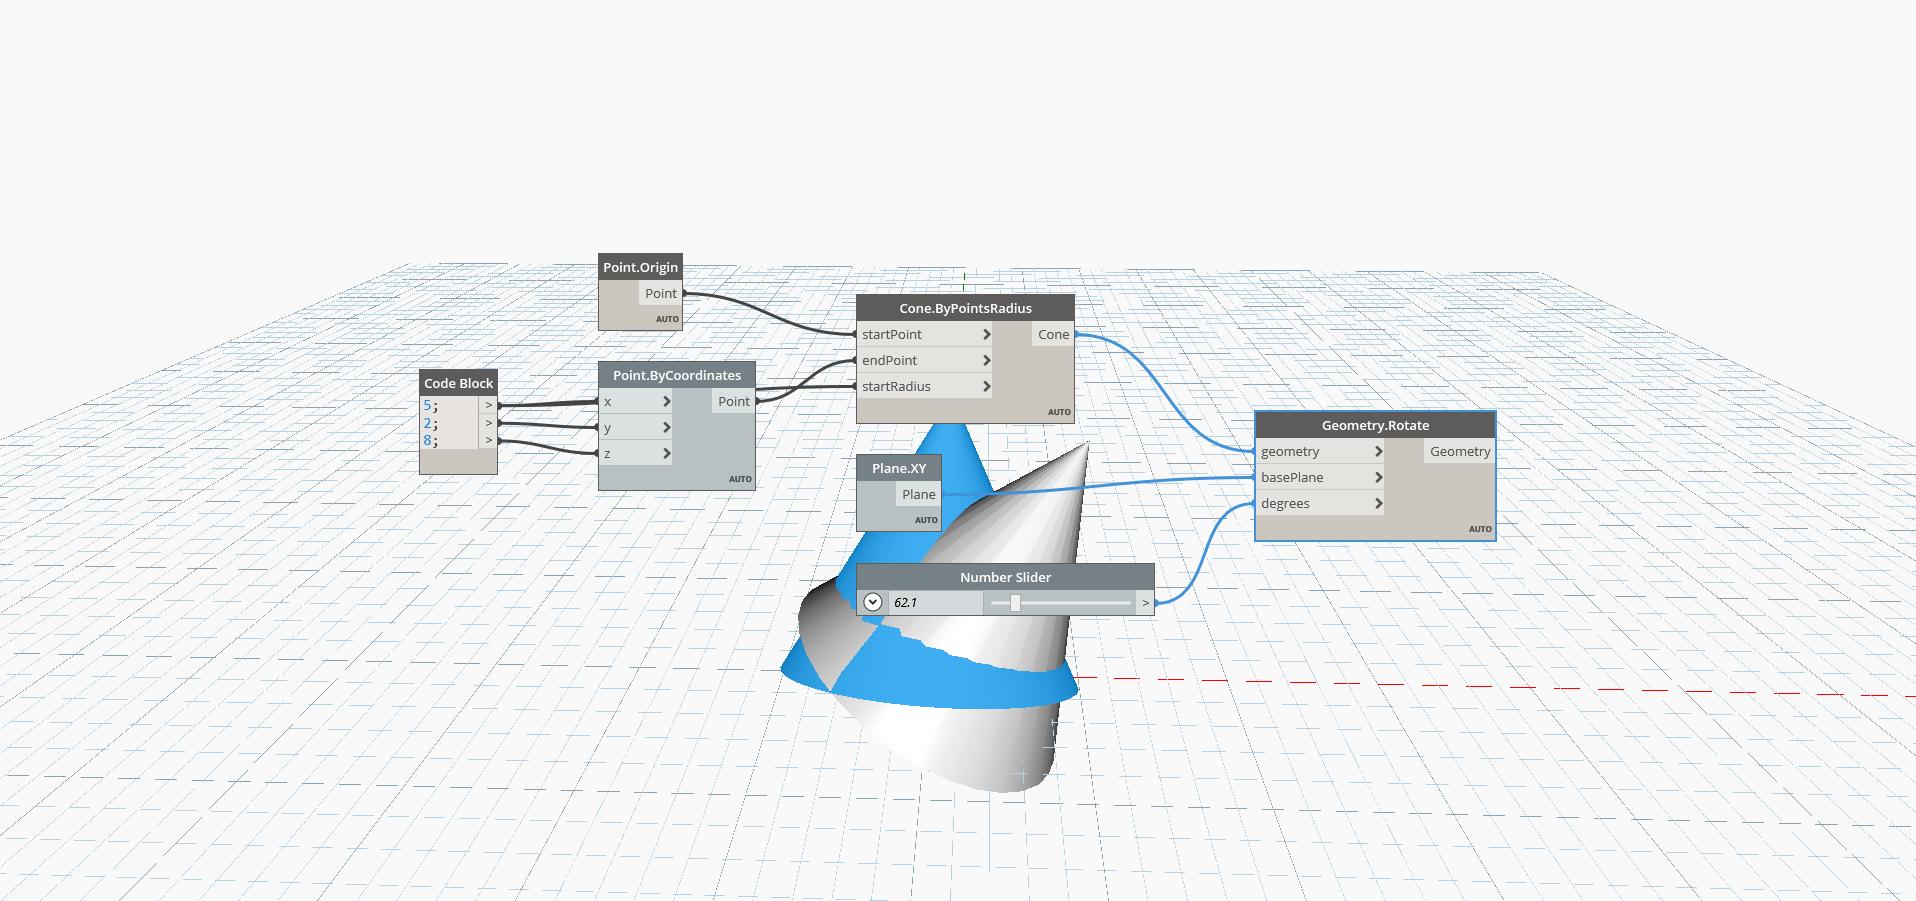 Point.Origin
Point
AUTO
Code Block
5; >
2; >
8; >
Point.ByCoordinates
x > Point
y >
z >
AUTO
Cone.ByPointsRadius
startPoint > Cone
endPoint >
startRadius >
AUTO
Plane.XY
Plane
AUTO
Number Slider
62.1 >
Geometry.Rotate
geometry > Geometry
basePlane >
degrees >
AUTO